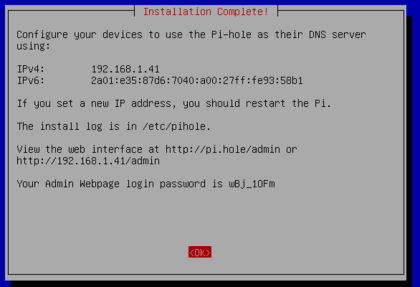 Installation Complete!
Configure your devices to use the Pi-hole as their DNS server
using:
IPv4: 192.168.1.41
IPv6: 2a01:e35:87d6:7040:a00:27ff:fe93:58b1
If you set a new IP address, you should restart the Pi.
The install log is in /etc/pihole.
View the web interface at http://pi.hole/admin or
http://192.168.1.41/admin
Your Admin Webpage login password is wBj_1OFm
<Ok>